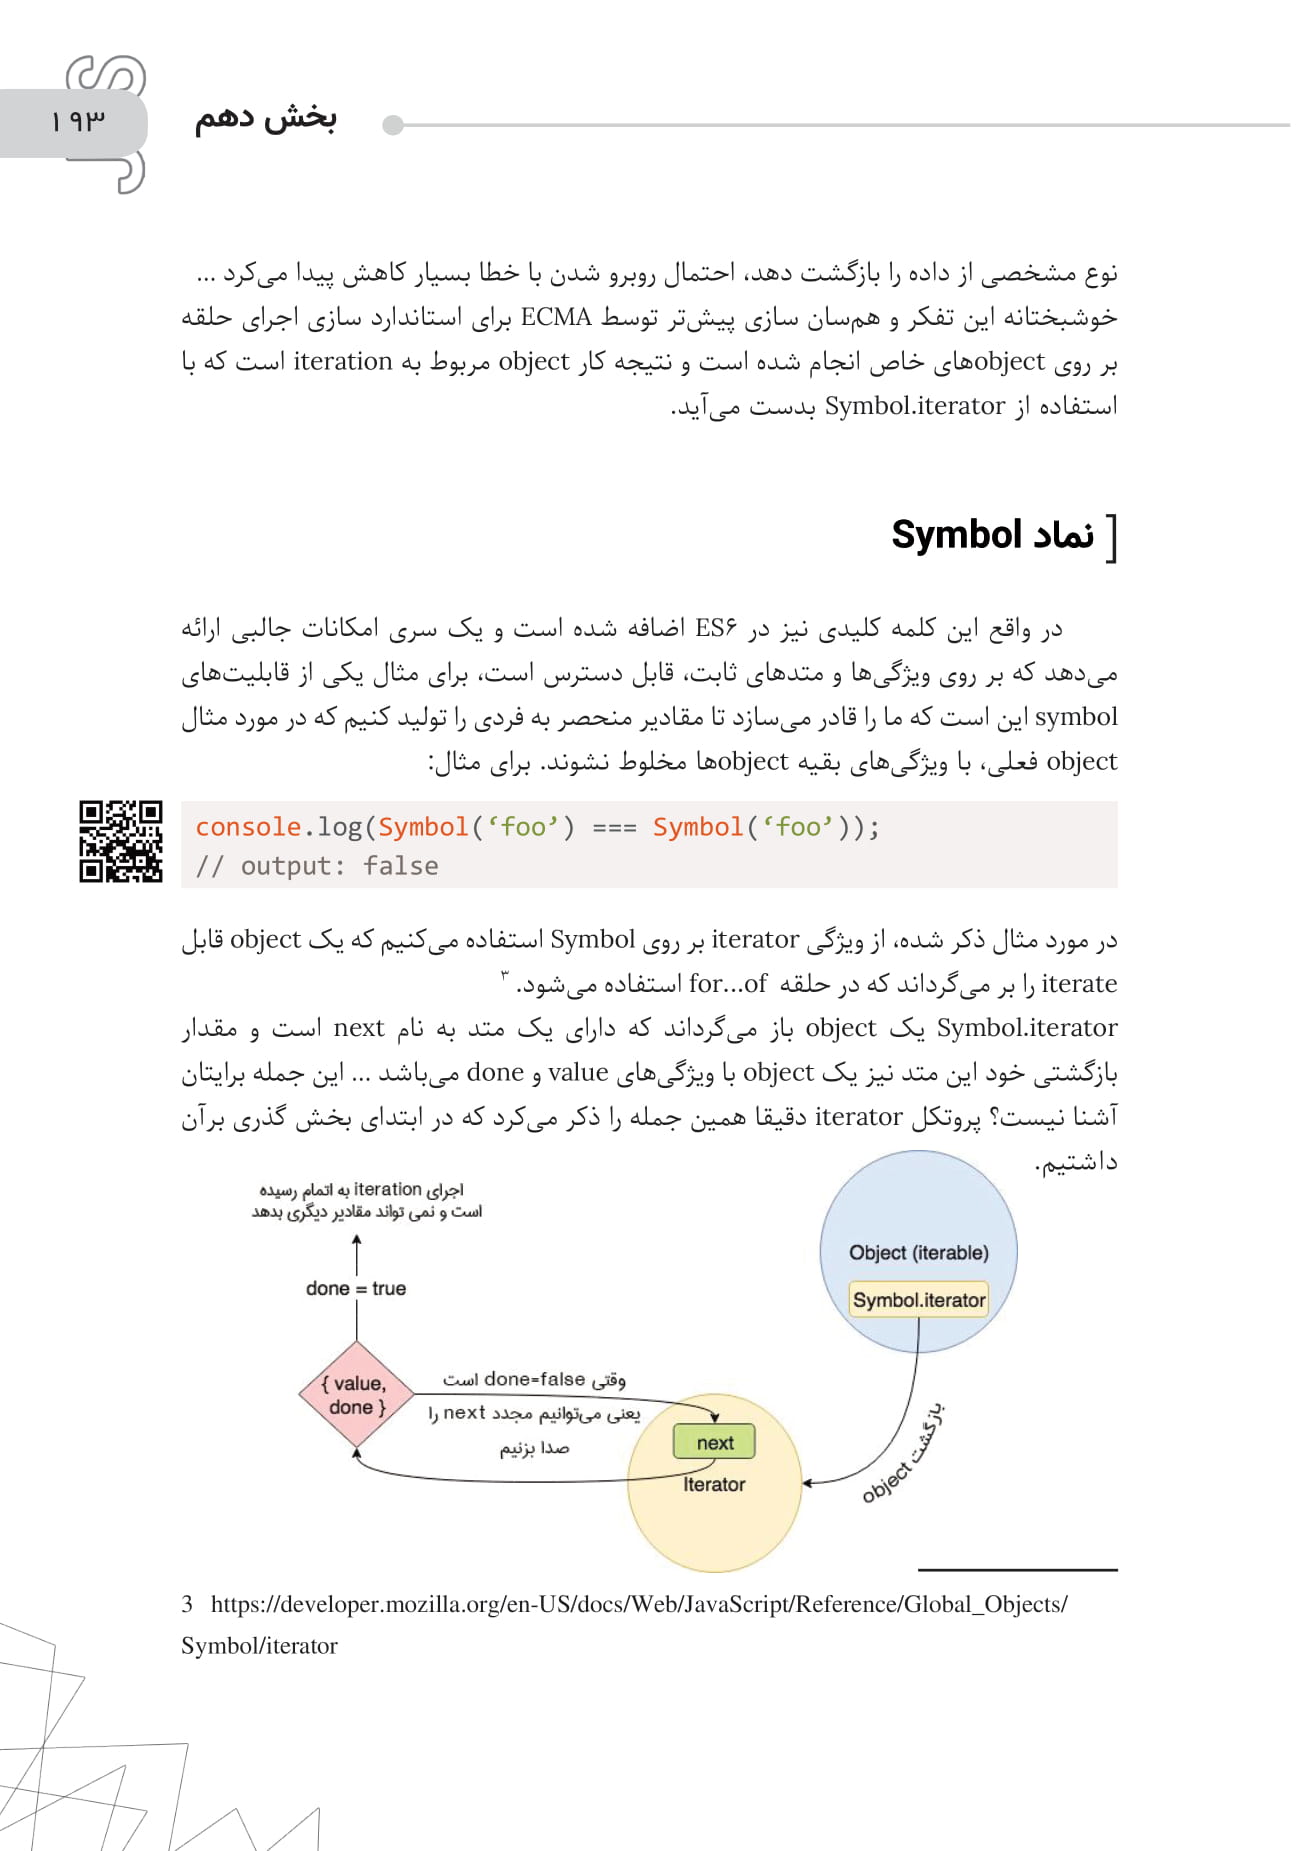 ۱۹۳
بخش دهم
نوع مشخصی از داده را بازگشت دهد، احتمال روبرو شدن با خطا بسیار کاهش پیدا می‌کرد ...
خوشبختانه این تفکر و هم‌سان سازی پیش‌تر توسط ECMA برای استاندارد سازی اجرای حلقه
بر روی objectهای خاص انجام شده است و نتیجه کار object مربوط به iteration است که با
استفاده از Symbol.iterator بدست می‌آید.
نماد Symbol
در واقع این کلمه کلیدی نیز در ES۶ اضافه شده است و یک سری امکانات جالبی ارائه
می‌دهد که بر روی ویژگی‌ها و متدهای ثابت، قابل دسترس است، برای مثال یکی از قابلیت‌های
symbol این است که ما را قادر می‌سازد تا مقادیر منحصر به فردی را تولید کنیم که در مورد مثال
object فعلی، با ویژگی‌های بقیه objectها مخلوط نشوند. برای مثال:
console.log(Symbol(‘foo’) === Symbol(‘foo’));
// output: false
در مورد مثال ذکر شده، از ویژگی iterator بر روی Symbol استفاده می‌کنیم که یک object قابل
iterate را بر می‌گرداند که در حلقه for...of استفاده می‌شود. ۳
Symbol.iterator یک object باز می‌گرداند که دارای یک متد به نام next است و مقدار
بازگشتی خود این متد نیز یک object با ویژگی‌های value و done می‌باشد ... این جمله برایتان
آشنا نیست؟ پروتکل iterator دقیقا همین جمله را ذکر می‌کرد که در ابتدای بخش گذری برآن
داشتیم.
اجرای iteration به اتمام رسیده
است و نمی تواند مقادیر دیگری بدهد
done = true
{ value,
done }
وقتی done=false است
یعنی می‌توانیم مجدد next را
صدا بزنیم
next
Iterator
Object (iterable)
Symbol.iterator
بازگشت object
3 https://developer.mozilla.org/en-US/docs/Web/JavaScript/Reference/Global_Objects/
Symbol/iterator